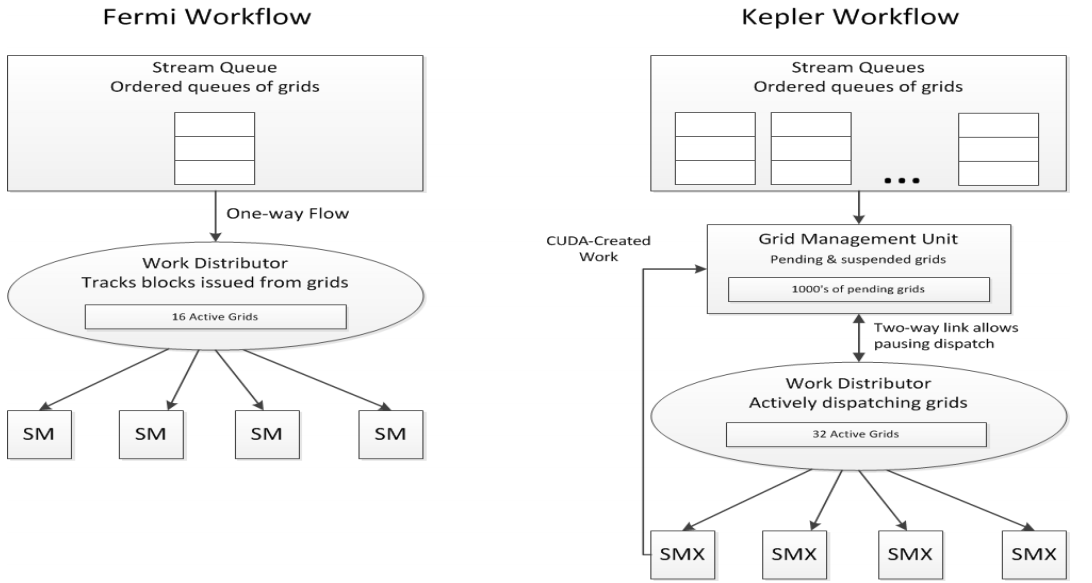 Fermi Workflow
Stream Queue
Ordered queues of grids
One-way Flow
Work Distributor
Tracks blocks issued from grids
16 Active Grids
SM
SM
SM
SM
Kepler Workflow
Stream Queues
Ordered queues of grids
...
CUDA-Created
Work
Grid Management Unit
Pending & suspended grids
1000's of pending grids
Two-way link allows
pausing dispatch
Work Distributor
Actively dispatching grids
32 Active Grids
SMX
SMX
SMX
SMX